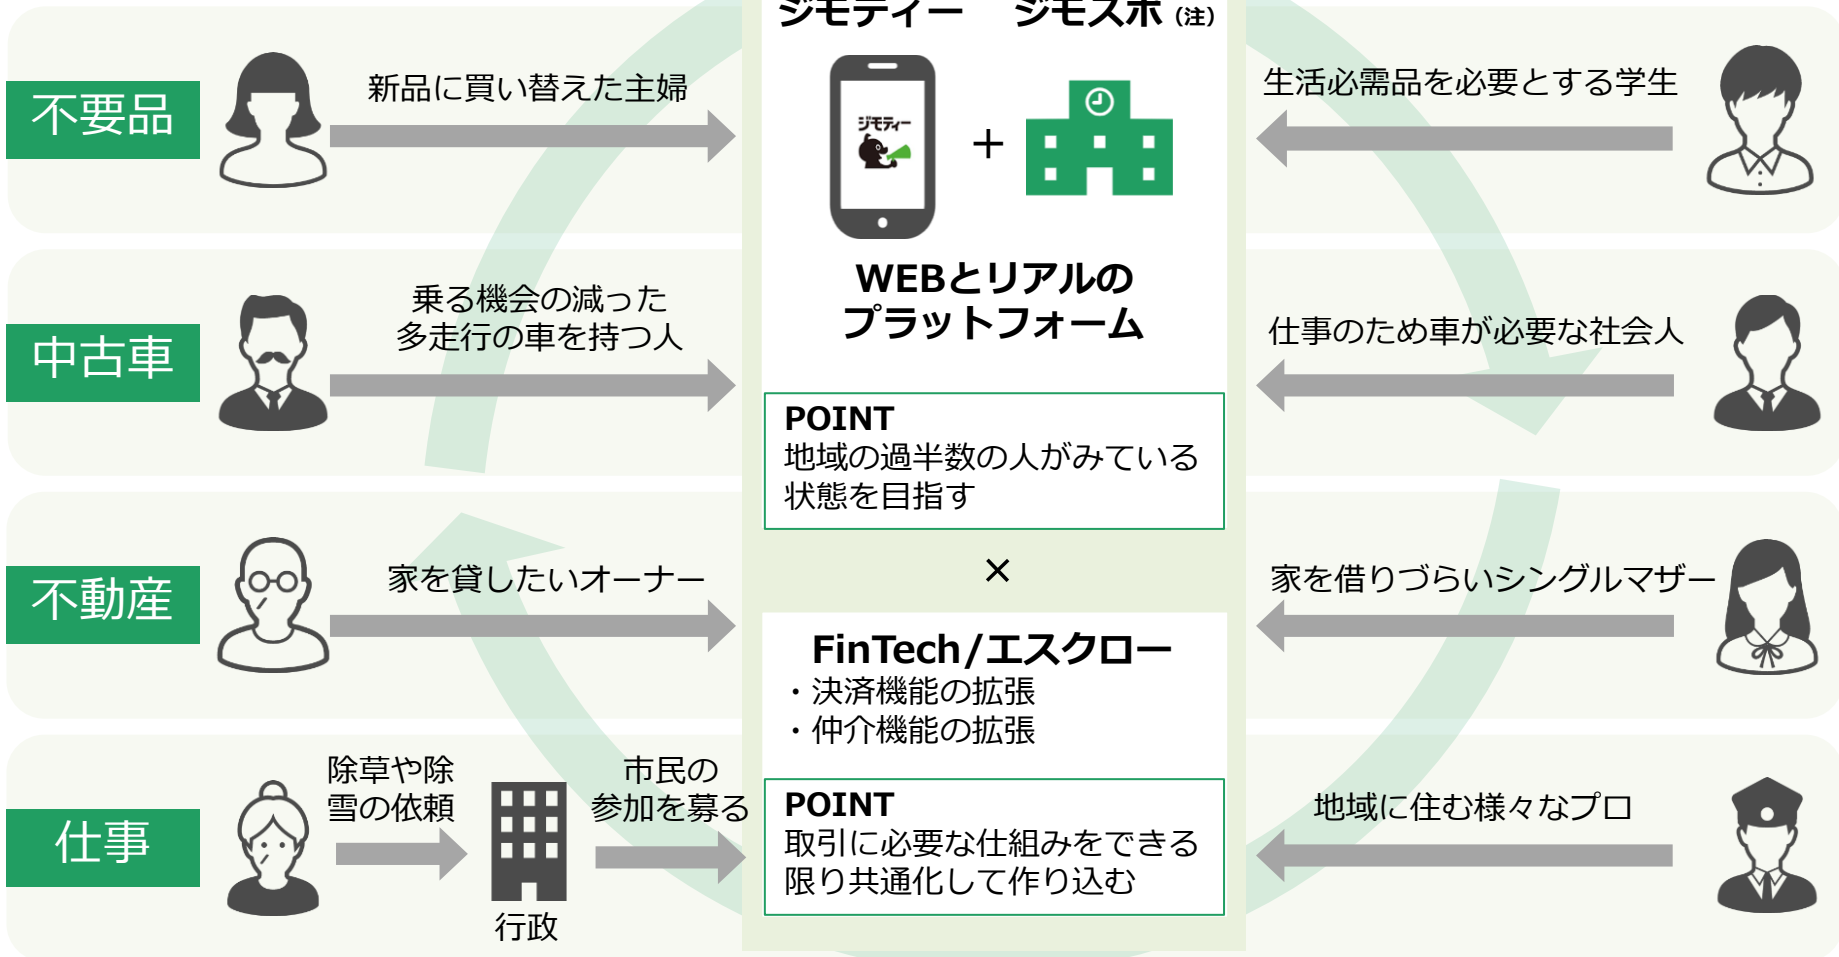 ジモティー　ジモスポ（注）
不要品
新品に買い替えた主婦
ジモティー
+
生活必需品を必要とする学生
WEBとリアルの
プラットフォーム
中古車
乗る機会の減った
多走行の車を持つ人
仕事のため車が必要な社会人
POINT
地域の過半数の人がみている
状態を目指す
×
不動産
家を貸したいオーナー
家を借りづらいシングルマザー
FinTech/エスクロー
・決済機能の拡張
・仲介機能の拡張
仕事
除草や除
雪の依頼
行政
市民の
参加を募る
POINT
取引に必要な仕組みをできる
限り共通化して作り込む
地域に住む様々なプロ